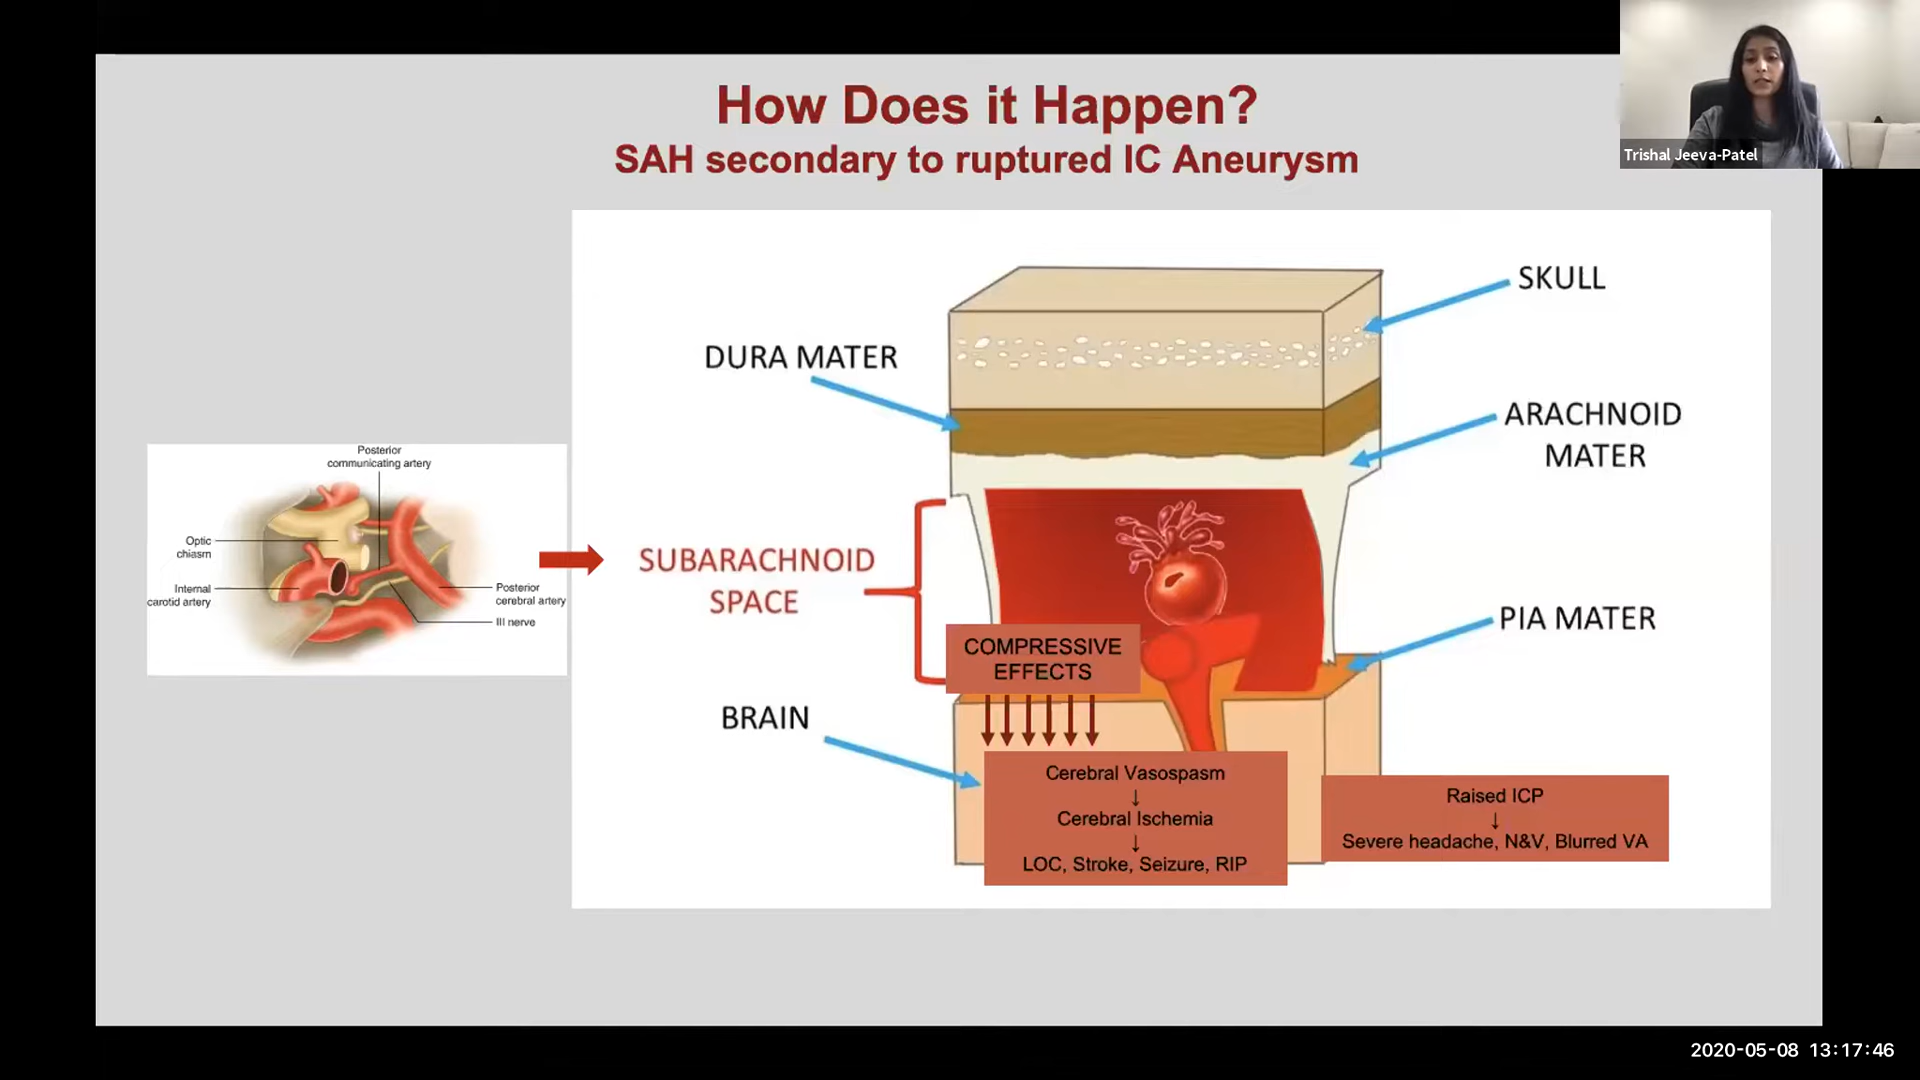 How Does it Happen?
SAH secondary to ruptured IC Aneurysm
Trishal Jeeva-Patel
SKULL
DURA MATER
ARACHNOID
MATER
Posterior
communicating artery
Optic
chiasm
Internal
carotid artery
Posterior
cerebral artery
III nerve
SUBARACHNOID
SPACE
COMPRESSIVE
EFFECTS
PIA MATER
BRAIN
Cerebral Vasospasm
↓
Cerebral Ischemia
↓
LOC, Stroke, Seizure, RIP
Raised ICP
↓
Severe headache, N&V, Blurred VA
2020-05-08 13:17:46